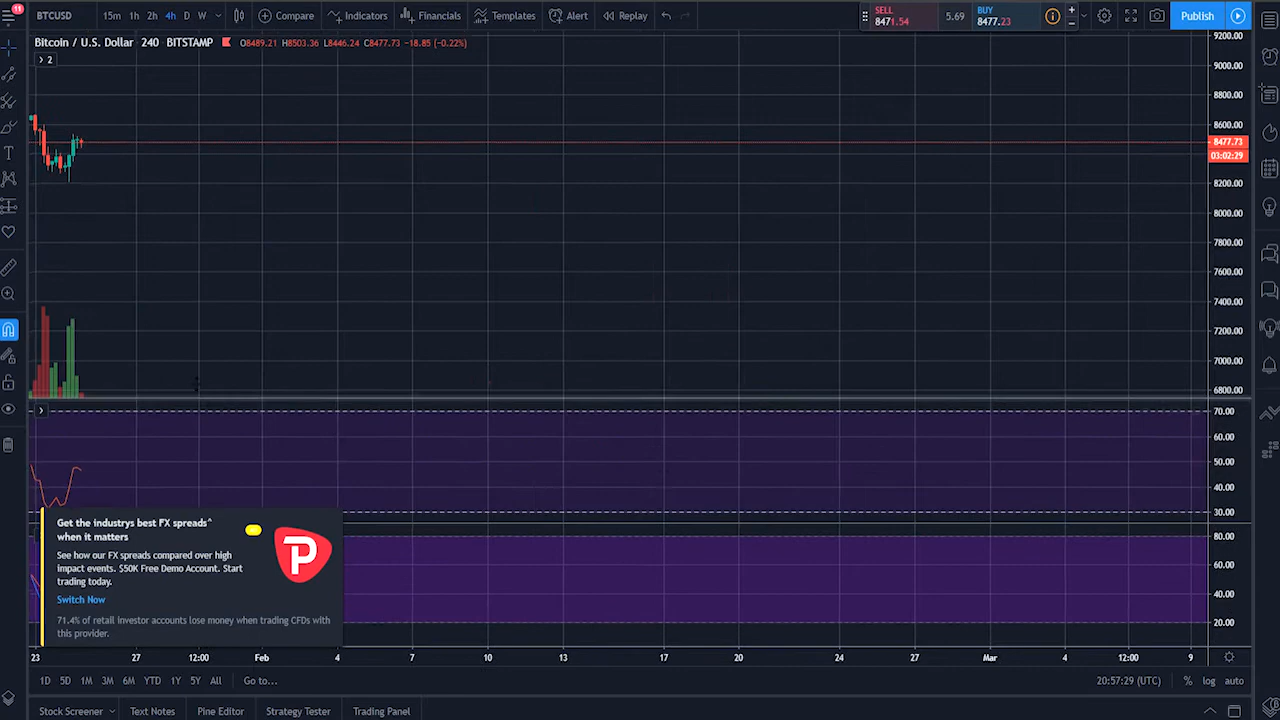 11
BTCUSD 15m 1h 2h 4h D W Compare Indicators Financials Templates Alert Replay
SELL
8471.54
5.69
BUY
8477.23
Publish
Bitcoin / U.S. Dollar 240 BITSTAMP O8489.21 H8503.36 L8446.24 C8477.73 -18.85 (-0.22%)
2
9200.00
9000.00
8800.00
8600.00
8477.73
03:02:29
8200.00
8000.00
7800.00
7600.00
7400.00
7200.00
7000.00
6800.00
70.00
60.00
50.00
40.00
30.00
80.00
60.00
40.00
20.00
Get the industrys best FX spreads^
when it matters
See how our FX spreads compared over high
impact events. $50K Free Demo Account. Start
trading today.
Switch Now
71.4% of retail investor accounts lose money when trading CFDs with
this provider.
P
23 27 12:00 Feb 4 7 10 13 17 20 24 27 Mar 4 12:00 9
1D 5D 1M 3M 6M YTD 1Y 5Y All Go to... 20:57:29 (UTC) % log auto
Stock Screener Text Notes Pine Editor Strategy Tester Trading Panel